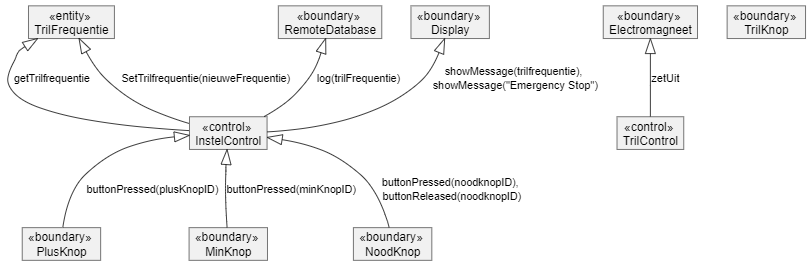 «entity»
TrilFrequentie
«boundary»
RemoteDatabase
«boundary»
Display
«boundary»
Electromagneet
«boundary»
TrilKnop
getTrilfrequentie
SetTrilfrequentie(nieuweFrequentie)
log(trilFrequentie)
showMessage(trilfrequentie),
showMessage("Emergency Stop")
zetUit
«control»
InstelControl
«control»
TrilControl
buttonPressed(plusKnopID)
buttonPressed(minKnopID)
buttonPressed(noodknopID),
buttonReleased(noodknopID)
«boundary»
PlusKnop
«boundary»
MinKnop
«boundary»
NoodKnop